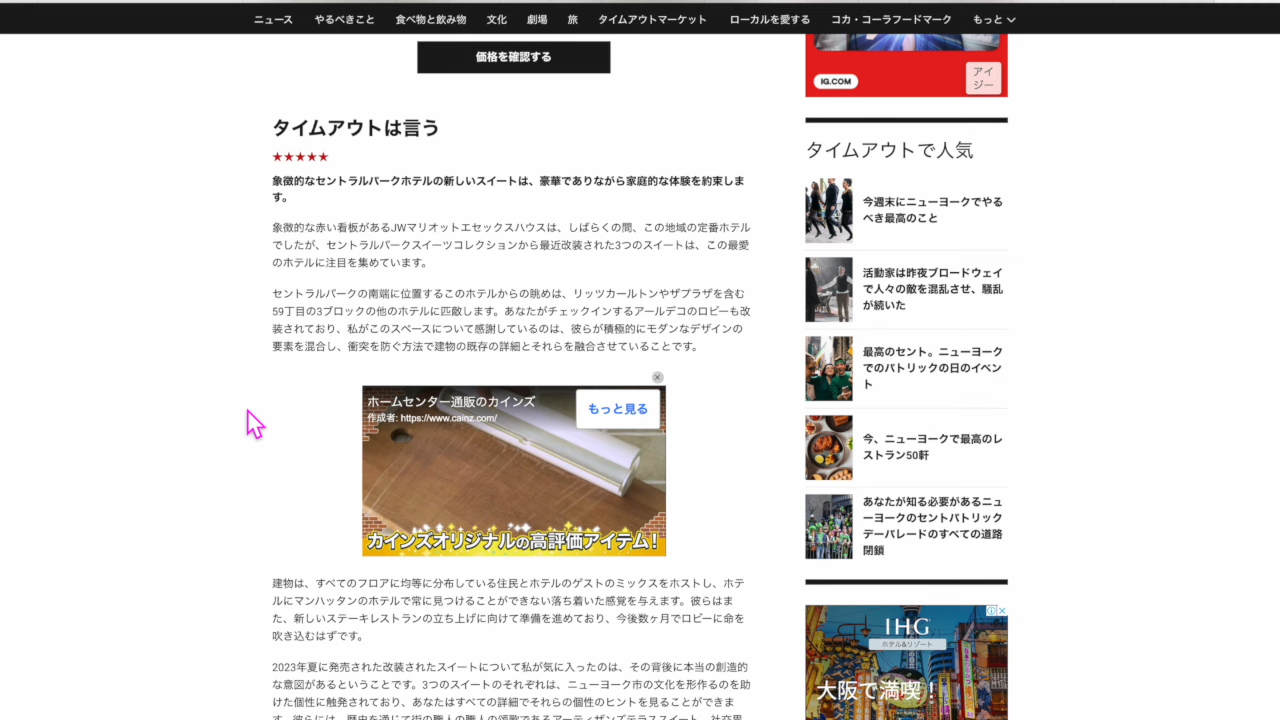 ニュース やるべきこと 食べ物と飲み物 文化 劇場 旅 タイムアウトマーケット ローカルを愛する コカ・コーラフードマーク もっと
価格を確認する
タイムアウトは言う
★★★★★
象徴的なセントラルパークホテルの新しいスイートは、豪華でありながら家庭的な体験を約束しま
す。
象徴的な赤い看板があるJWマリオットエセックスハウスは、しばらくの間、この地域の定番ホテル
でしたが、セントラルパークスイーツコレクションから最近改装された3つのスイートは、この最愛
のホテルに注目を集めています。
セントラルパークの南端に位置するこのホテルからの眺めは、リッツカールトンやザプラザを含む
59丁目の3ブロックの他のホテルに匹敵します。あなたがチェックインするアールデコのロビーも改
装されており、私がこのスペースについて感謝しているのは、彼らが積極的にモダンなデザインの
要素を混合し、衝突を防ぐ方法で建物の既存の詳細とそれらを融合させていることです。
ホームセンター通販のカインズ
作成者: https://www.cainz.com/
もっと見る
カインズオリジナルの高評価アイテム!
建物は、すべてのフロアに均等に分布している住民とホテルのゲストのミックスをホストし、ホテ
ルにマンハッタンのホテルで常に見つけることができない落ち着いた感覚を与えます。彼らはま
た、新しいステーキレストランの立ち上げに向けて準備を進めており、今後数ヶ月でロビーに命を
吹き込むはずです。
2023年夏に発売された改装されたスイートについて私が気に入ったのは、その背後に本当の創造的
な意図があるということです。3つのスイートのそれぞれは、ニューヨーク市の文化を形作るのを助
けた個性に触発されており、あなたはすべての詳細でそれらの個性のヒントを見ることができま
す。彼らには、歴史を通じて街の職人の職人の頌歌であるアーティザンズテラススイート、社交界
IG.COM
アイ
ジー
タイムアウトで人気
今週末にニューヨークでやる
べき最高のこと
活動家は昨夜ブロードウェイ
で人々の敵を混乱させ、騒乱
が続いた
最高のセント。ニューヨーク
でのパトリックの日のイベン
ト
今、ニューヨークで最高のレ
ストラン50軒
あなたが知る必要があるニュ
ーヨークのセントパトリック
デーパレードのすべての道路
閉鎖
IHG
ホテル&リゾート
大阪で満喫！